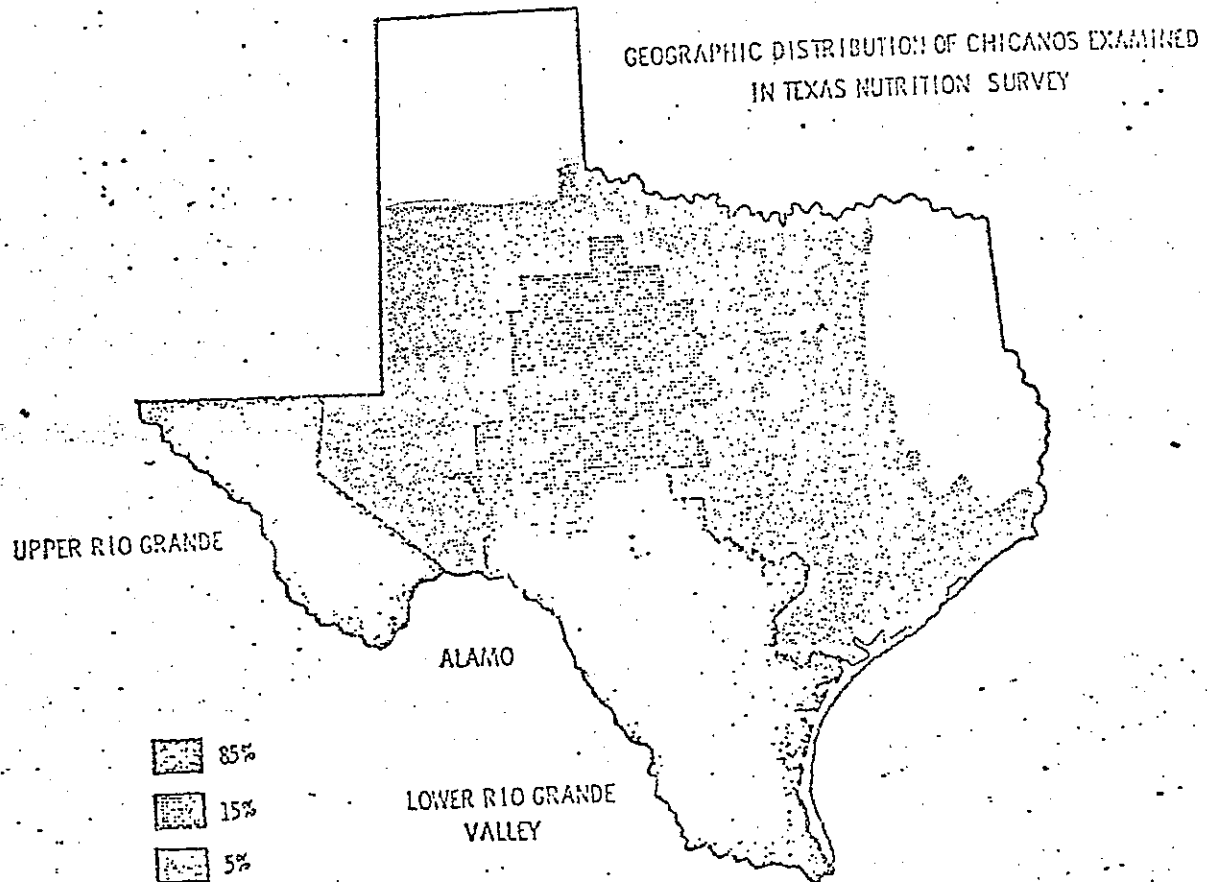 GEOGRAPHIC DISTRIBUTION OF CHICANOS EXAMINED
IN TEXAS NUTRITION SURVEY
UPPER RIO GRANDE
ALAMO
85%
15%
LOWER RIO GRANDE
VALLEY
5%